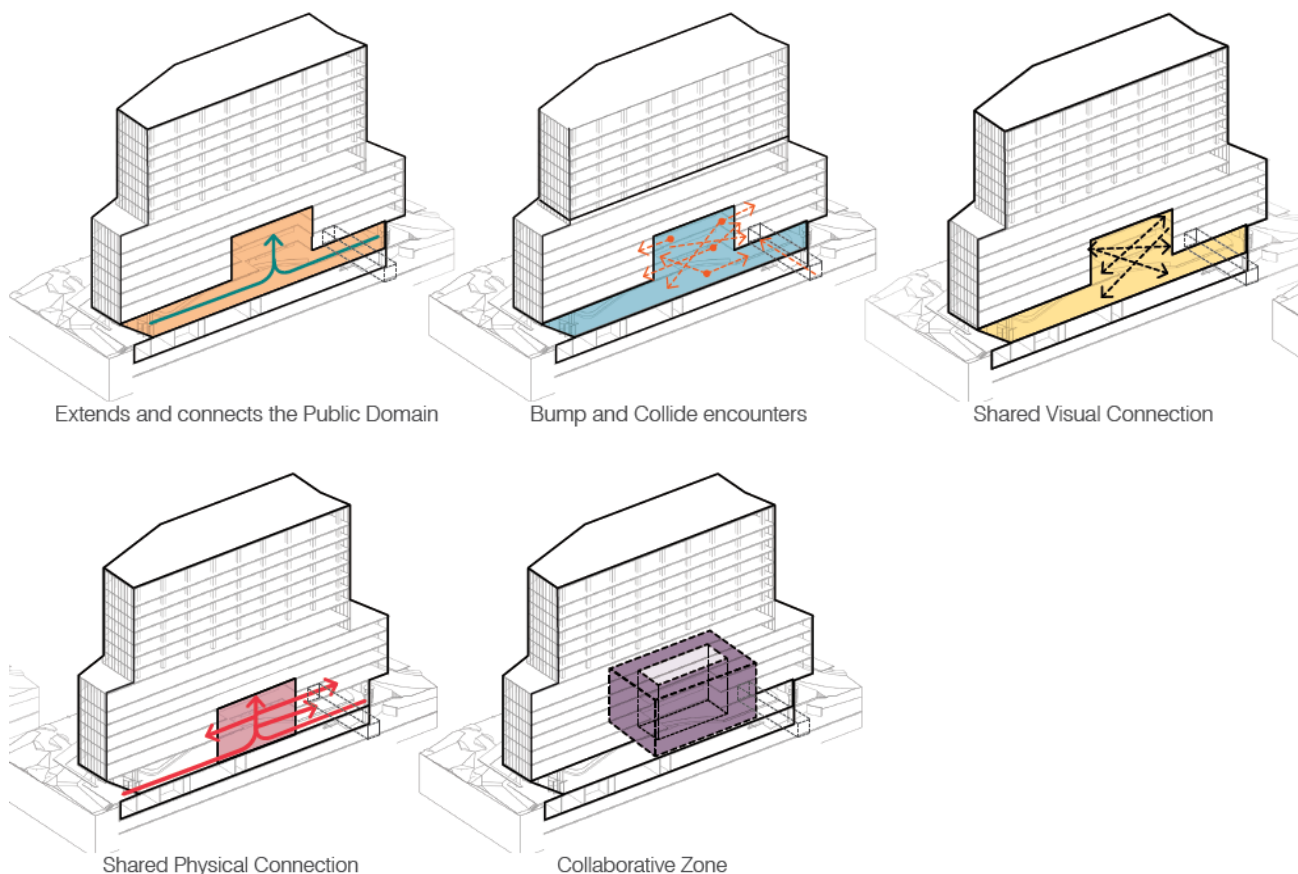 Extends and connects the Public Domain
Bump and Collide encounters
Shared Visual Connection
Shared Physical Connection
Collaborative Zone